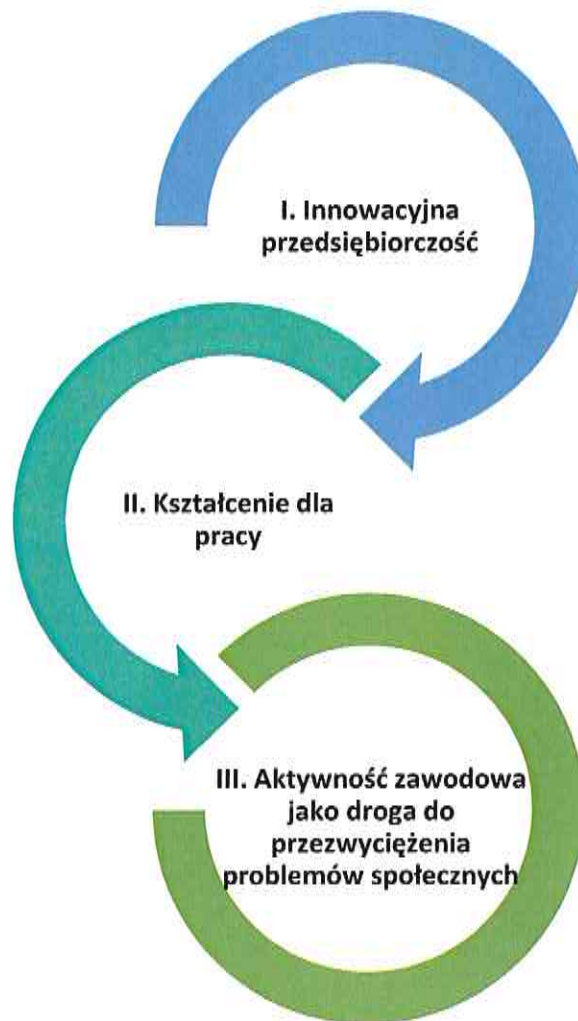 I. Innowacyjna
przedsiębiorczość
II. Kształcenie dla
pracy
III. Aktywność zawodowa
jako droga do
przezwyciężenia
problemów społecznych